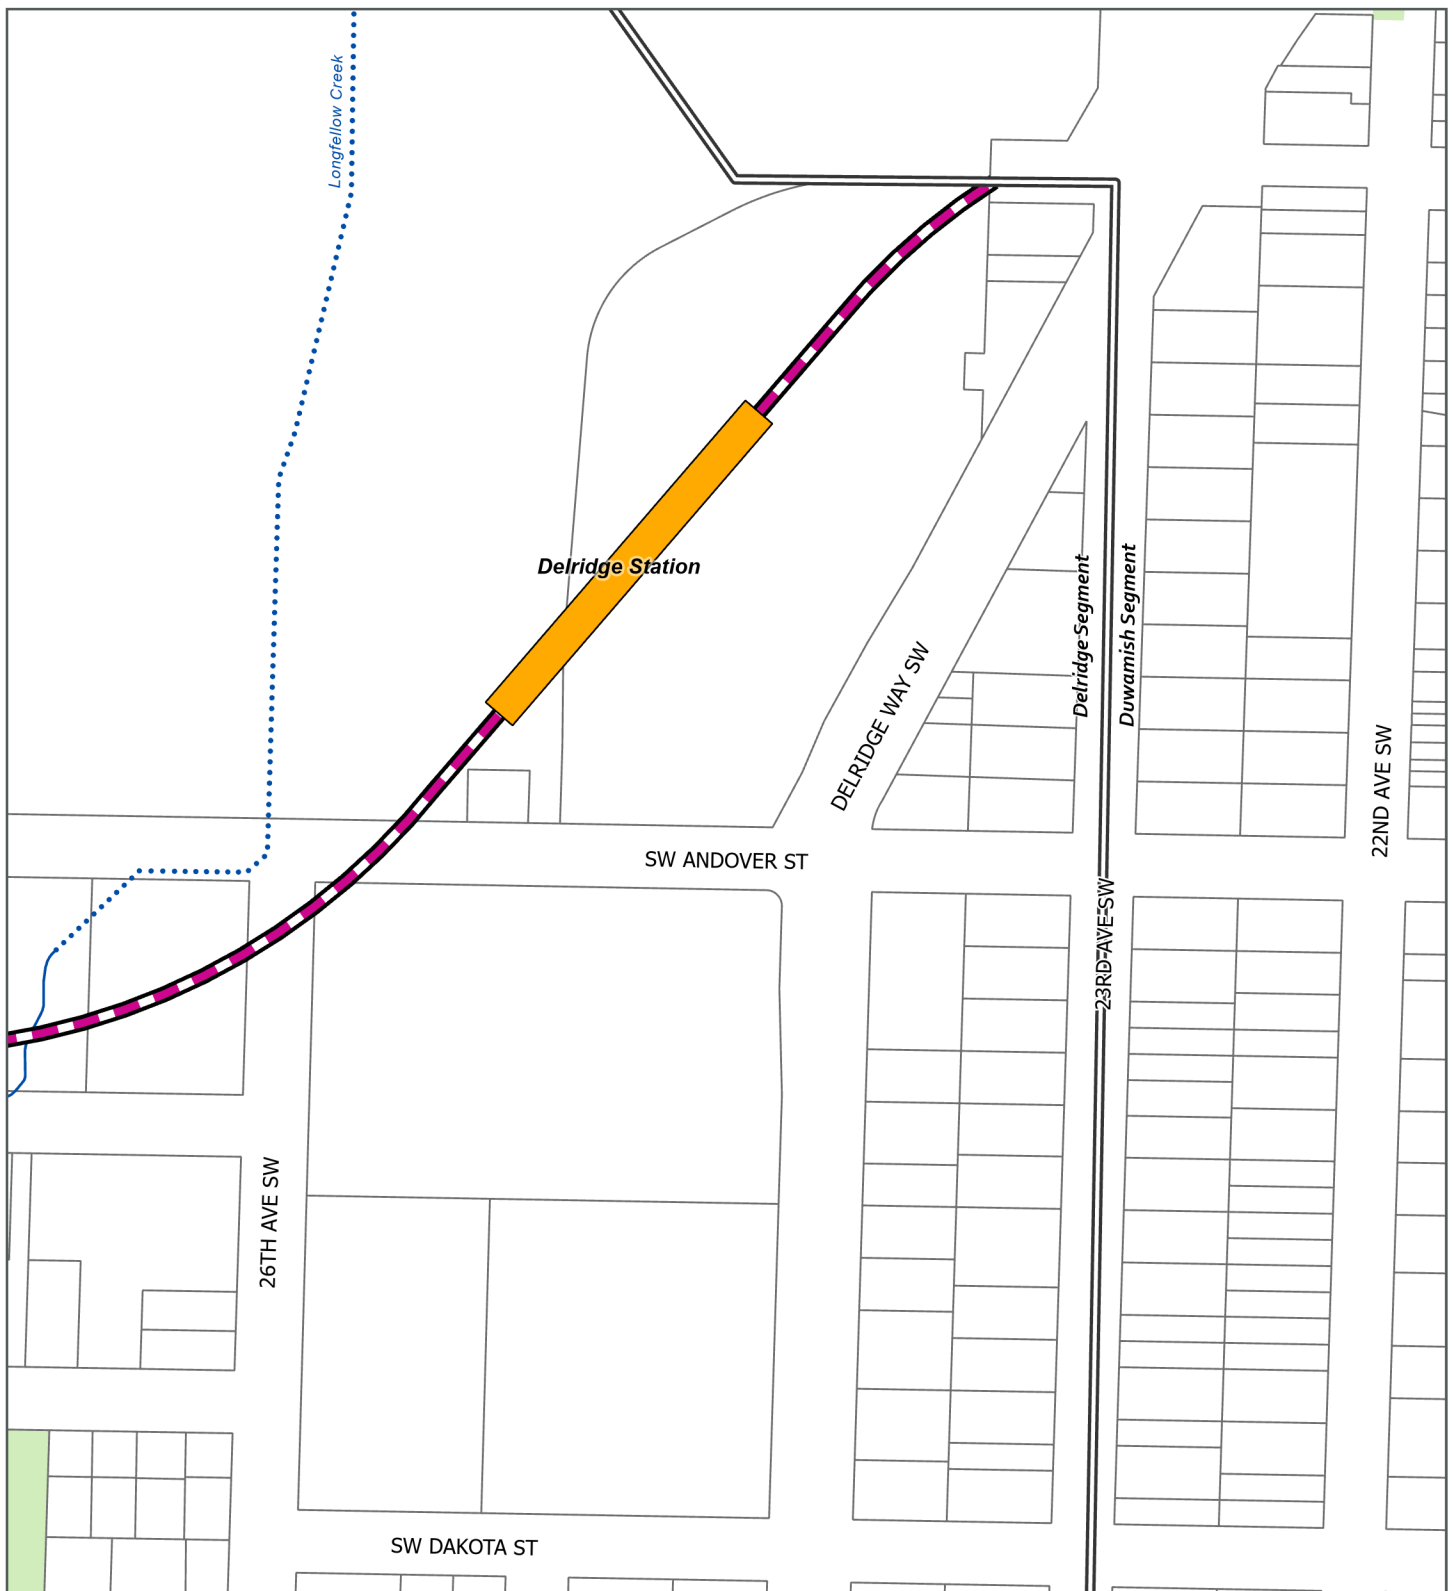 Longfellow Creek
Delridge Station
Delridge Segment
Duwamish Segment
DELRIDGE WAY SW
22ND AVE SW
SW ANDOVER ST
23RD AVE SW
26TH AVE SW
SW DAKOTA ST